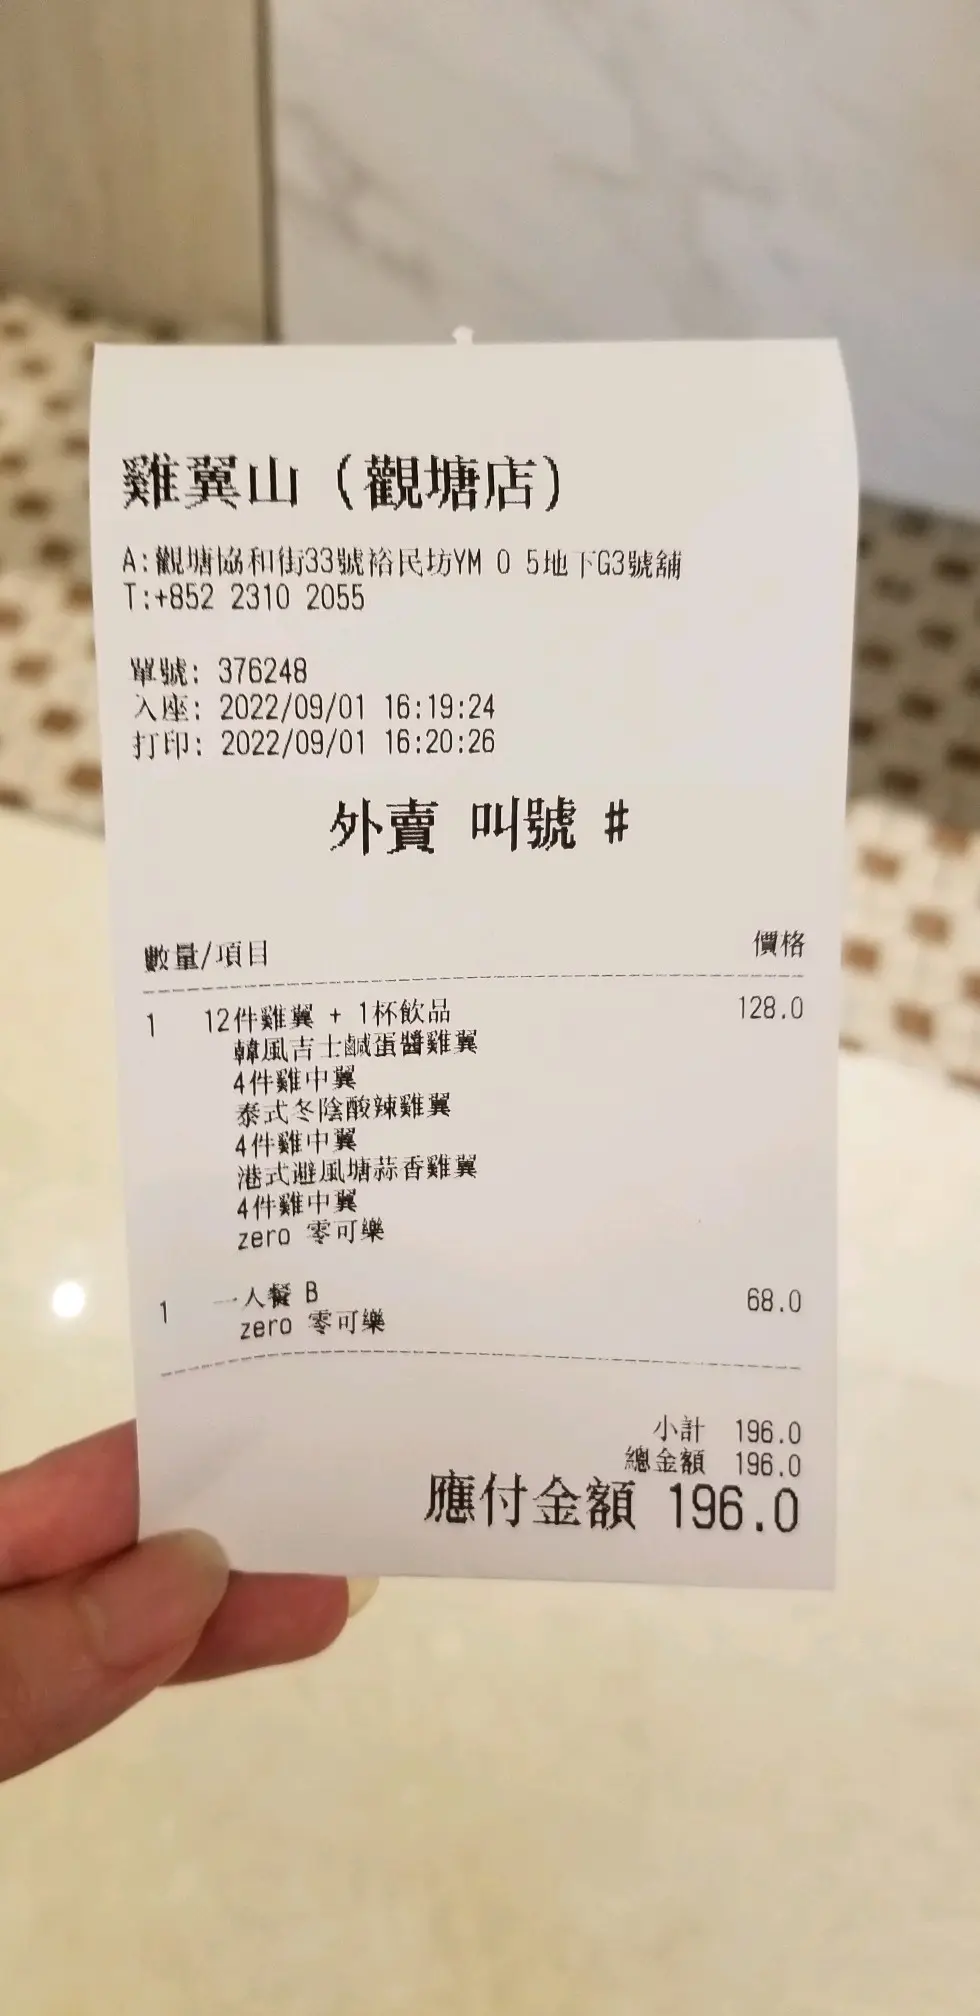 雞翼山（觀塘店）
A:觀塘協和街33號裕民坊YM 0 5地下G3號舖
T:+852 2310 2055
單號: 376248
入座: 2022/09/01 16:19:24
打印: 2022/09/01 16:20:26
外賣 叫號 #
數量/項目 價格
1 12件雞翼 + 1杯飲品 128.0
韓風吉士鹹蛋醬雞翼
4件雞中翼
泰式冬陰酸辣雞翼
4件雞中翼
港式避風塘蒜香雞翼
4件雞中翼
zero 零可樂
1 一人餐 B 68.0
zero 零可樂
小計 196.0
總金額 196.0
應付金額 196.0